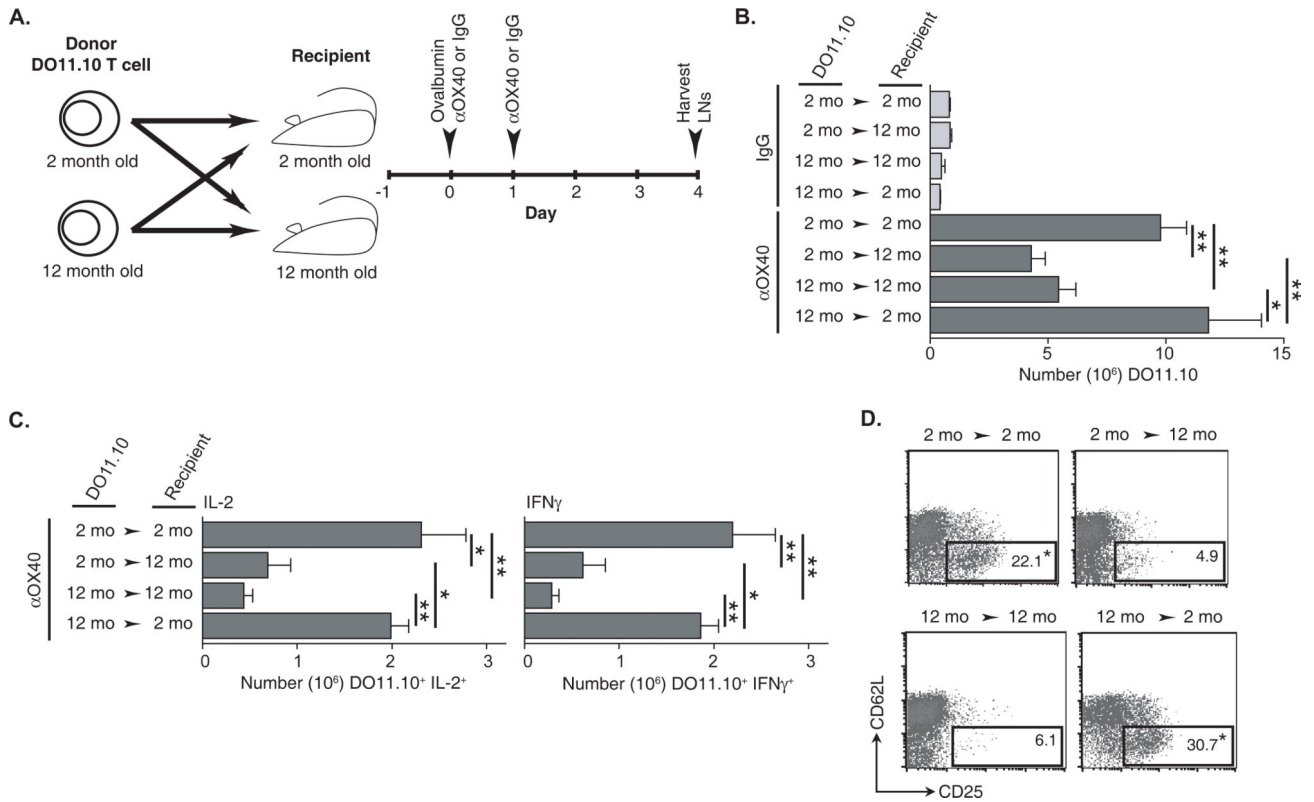 A.
Donor
DO11.10 T cell
2 month old
12 month old
Recipient
2 month old
12 month old
Ovalbumin
αOX40 or IgG
αOX40 or IgG
Harvest
LNs
-1 0 1 2 3 4
Day
B.
DO11.10
Recipient
IgG
2 mo ➤ 2 mo
2 mo ➤ 12 mo
12 mo ➤ 12 mo
12 mo ➤ 2 mo
αOX40
2 mo ➤ 2 mo
2 mo ➤ 12 mo
12 mo ➤ 12 mo
12 mo ➤ 2 mo
**
**
*
**
0 5 10 15
Number (10⁶) DO11.10
C.
DO11.10
Recipient
αOX40
2 mo ➤ 2 mo
2 mo ➤ 12 mo
12 mo ➤ 12 mo
12 mo ➤ 2 mo
IL-2
*
**
*
**
0 1 2 3
Number (10⁶) DO11.10⁺ IL-2⁺
IFNγ
**
**
*
**
0 1 2 3
Number (10⁶) DO11.10⁺ IFNγ⁺
D.
2 mo ➤ 2 mo
22.1*
2 mo ➤ 12 mo
4.9
12 mo ➤ 12 mo
6.1
12 mo ➤ 2 mo
30.7*
CD62L
CD25